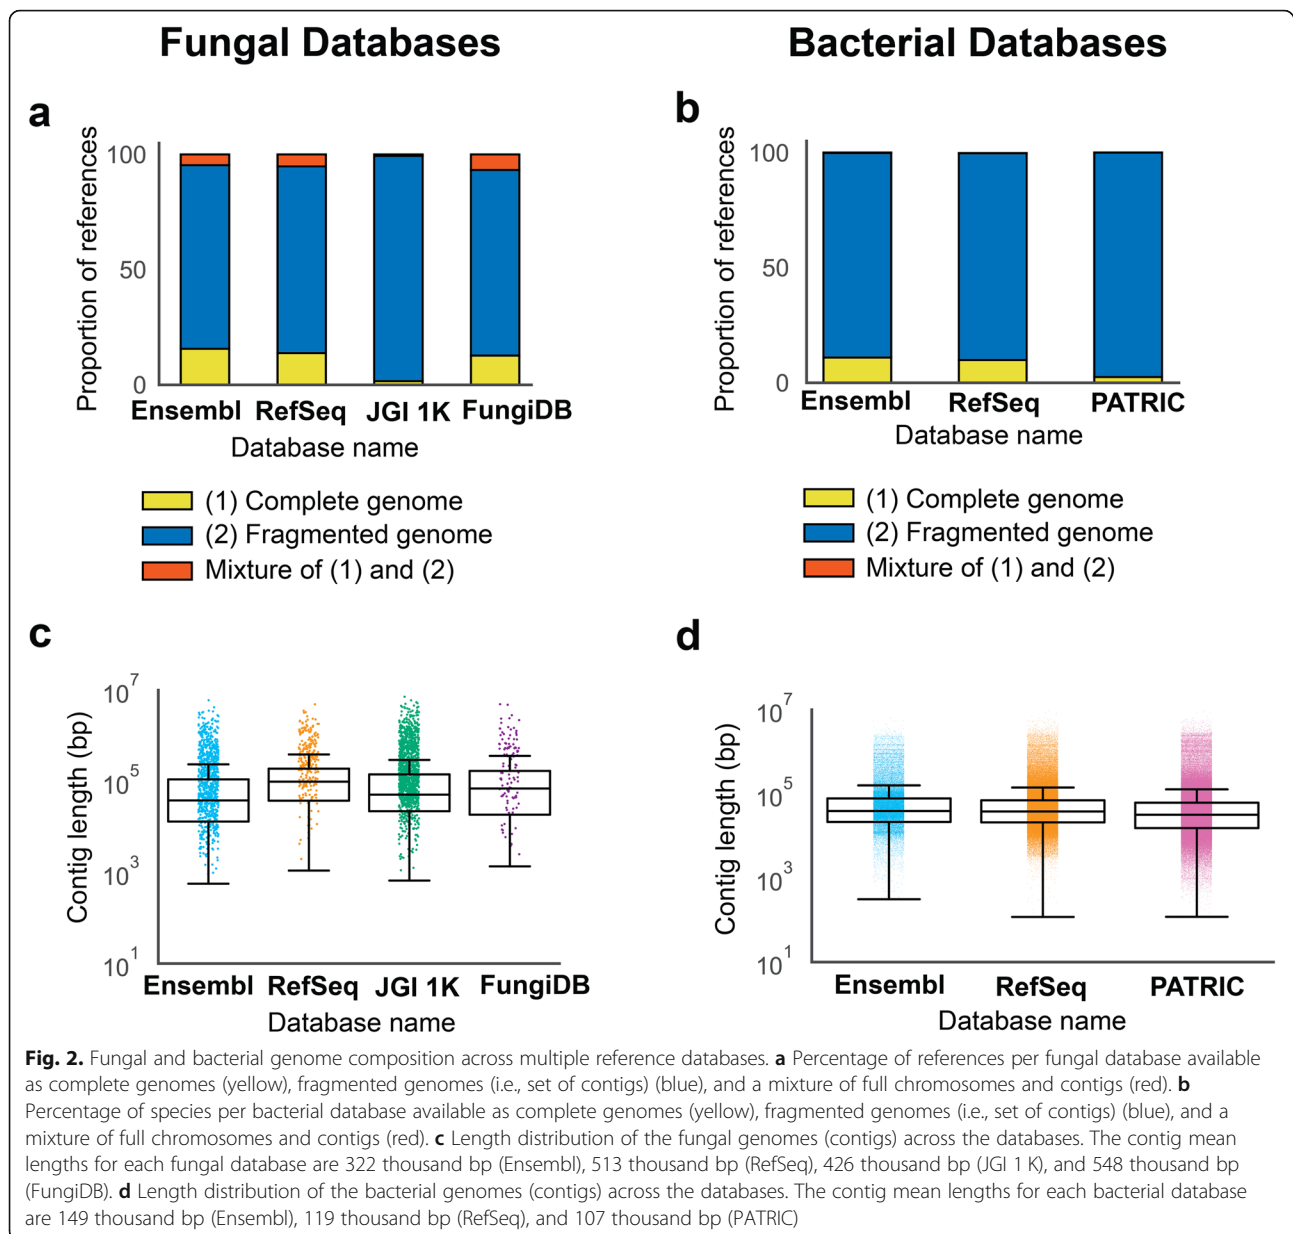 Fungal Databases
Bacterial Databases
a
Proportion of references
100
50
0
Ensembl RefSeq JGI 1K FungiDB
Database name
(1) Complete genome
(2) Fragmented genome
Mixture of (1) and (2)
b
Proportion of references
100
50
0
Ensembl RefSeq PATRIC
Database name
(1) Complete genome
(2) Fragmented genome
Mixture of (1) and (2)
c
Contig length (bp)
10^7
10^5
10^3
10^1
Ensembl RefSeq JGI 1K FungiDB
Database name
d
Contig length (bp)
10^7
10^5
10^3
10^1
Ensembl RefSeq PATRIC
Database name
Fig. 2. Fungal and bacterial genome composition across multiple reference databases. a Percentage of references per fungal database available
as complete genomes (yellow), fragmented genomes (i.e., set of contigs) (blue), and a mixture of full chromosomes and contigs (red). b
Percentage of species per bacterial database available as complete genomes (yellow), fragmented genomes (i.e., set of contigs) (blue), and a
mixture of full chromosomes and contigs (red). c Length distribution of the fungal genomes (contigs) across the databases. The contig mean
lengths for each fungal database are 322 thousand bp (Ensembl), 513 thousand bp (RefSeq), 426 thousand bp (JGI 1 K), and 548 thousand bp
(FungiDB). d Length distribution of the bacterial genomes (contigs) across the databases. The contig mean lengths for each bacterial database
are 149 thousand bp (Ensembl), 119 thousand bp (RefSeq), and 107 thousand bp (PATRIC)